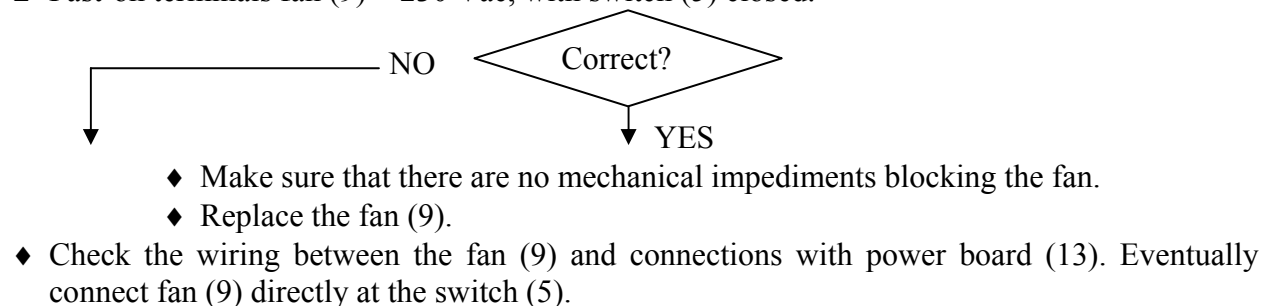 Fast-on terminals fan (9) = 230 Vac, with switch (5) closed.
NO
Correct?
YES
♦ Make sure that there are no mechanical impediments blocking the fan.
♦ Replace the fan (9).
♦ Check the wiring between the fan (9) and connections with power board (13). Eventually
connect fan (9) directly at the switch (5).